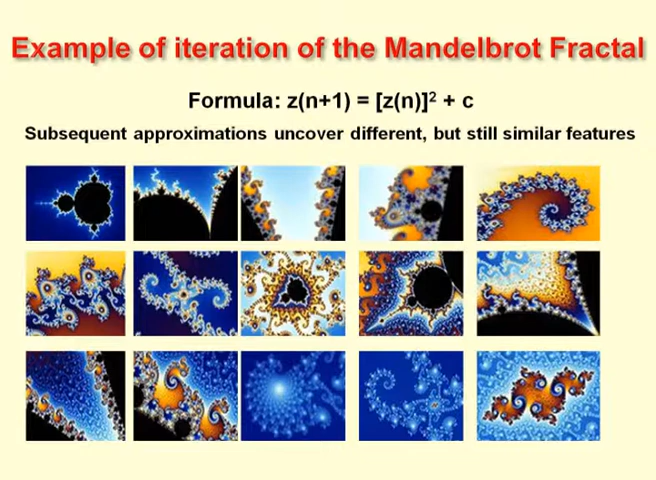 Example of iteration of the Mandelbrot Fractal
Formula: z(n+1) = [z(n)]² + c
Subsequent approximations uncover different, but still similar features